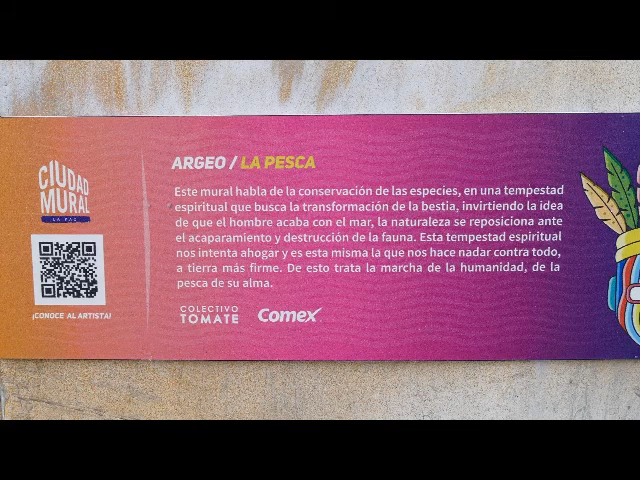 CIUDAD
MURAL
LA PAZ
¡CONOCE AL ARTISTA!
ARGEO / LA PESCA
Este mural habla de la conservación de las especies, en una tempestad
espiritual que busca la transformación de la bestia, invirtiendo la idea
de que el hombre acaba con el mar, la naturaleza se reposiciona ante
el acaparamiento y destrucción de la fauna. Esta tempestad espiritual
nos intenta ahogar y es esta misma la que nos hace nadar contra todo,
a tierra más firme. De esto trata la marcha de la humanidad, de la
pesca de su alma.
COLECTIVO
TOMATE
Comex